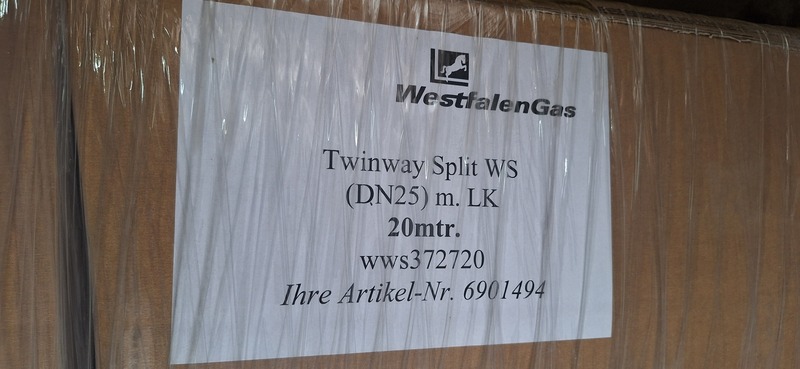 WestfalenGas
Twinway Split WS
(DN25) m. LK
20mtr.
wws372720
Ihre Artikel-Nr. 6901494